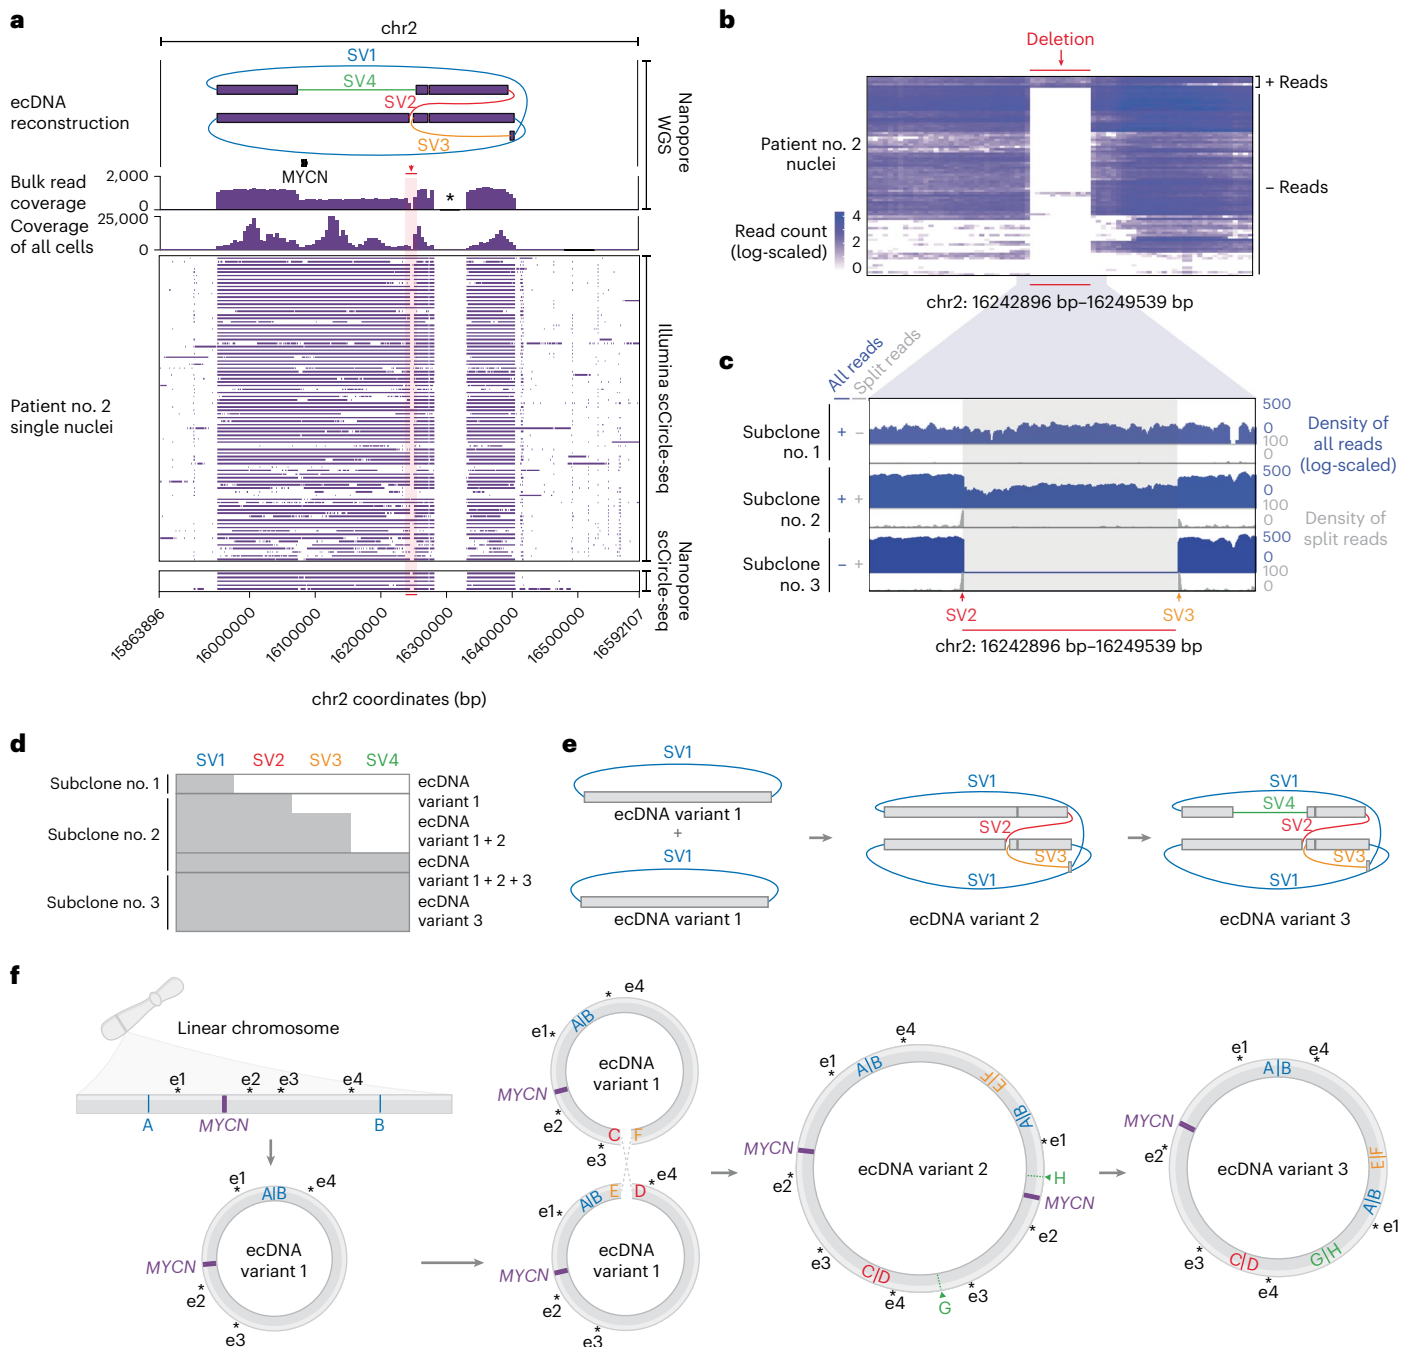 a
chr2
SV1
SV4
SV2
SV3
ecDNA
reconstruction
MYCN
Nanopore
WGS
Bulk read
coverage
2,000
0
*
Coverage
of all cells
25,000
0
Patient no. 2
single nuclei
Illumina scCircle-seq
Nanopore
scCircle-seq
15863896
16000000
16100000
16200000
16300000
16400000
16500000
16592107
chr2 coordinates (bp)
b
Deletion
+ Reads
– Reads
Patient no. 2
nuclei
Read count
(log-scaled)
4
2
0
chr2: 16242896 bp–16249539 bp
c
All reads
Split reads
Subclone
no. 1
+ –
500
0
100
0
Subclone
no. 2
+ +
500
0
100
0
Subclone
no. 3
– +
500
0
100
0
Density of
all reads
(log-scaled)
Density of
split reads
SV2
SV3
chr2: 16242896 bp–16249539 bp
d
SV1 SV2 SV3 SV4
Subclone no. 1
Subclone no. 2
Subclone no. 3
ecDNA
variant 1
ecDNA
variant 1 + 2
ecDNA
variant 1 + 2 + 3
ecDNA
variant 3
e
SV1
ecDNA variant 1
+
SV1
ecDNA variant 1
SV1
SV2
SV3
SV1
ecDNA variant 2
SV1
SV4
SV2
SV3
SV1
ecDNA variant 3
f
Linear chromosome
e1
*
e2
*
e3
*
e4
*
A
MYCN
B
e1
*
A|B
e4
*
MYCN
e2
*
e3
*
ecDNA
variant 1
e4
*
e1
*
A|B
MYCN
e2
*
e3
*
C
F
ecDNA
variant 1
A|B
E
D
e4
*
e1
*
MYCN
e2
*
e3
*
ecDNA
variant 1
e4
*
e1
*
A|B
E|F
A|B
e1
*
H
MYCN
e2
*
e3
*
G
e4
*
C|D
e3
*
e2
*
MYCN
ecDNA variant 2
e1
*
e4
*
A|B
MYCN
e2
*
E|F
A|B
e1
*
G|H
e4
*
C|D
e3
*
ecDNA variant 3